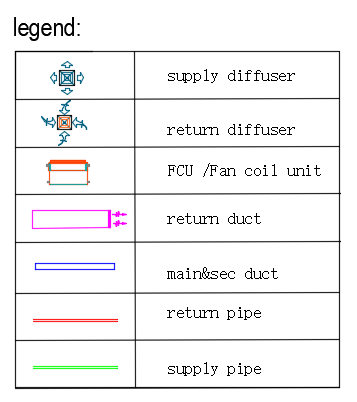 legend:
supply diffuser
return diffuser
FCU /Fan coil unit
return duct
main&sec duct
return pipe
supply pipe